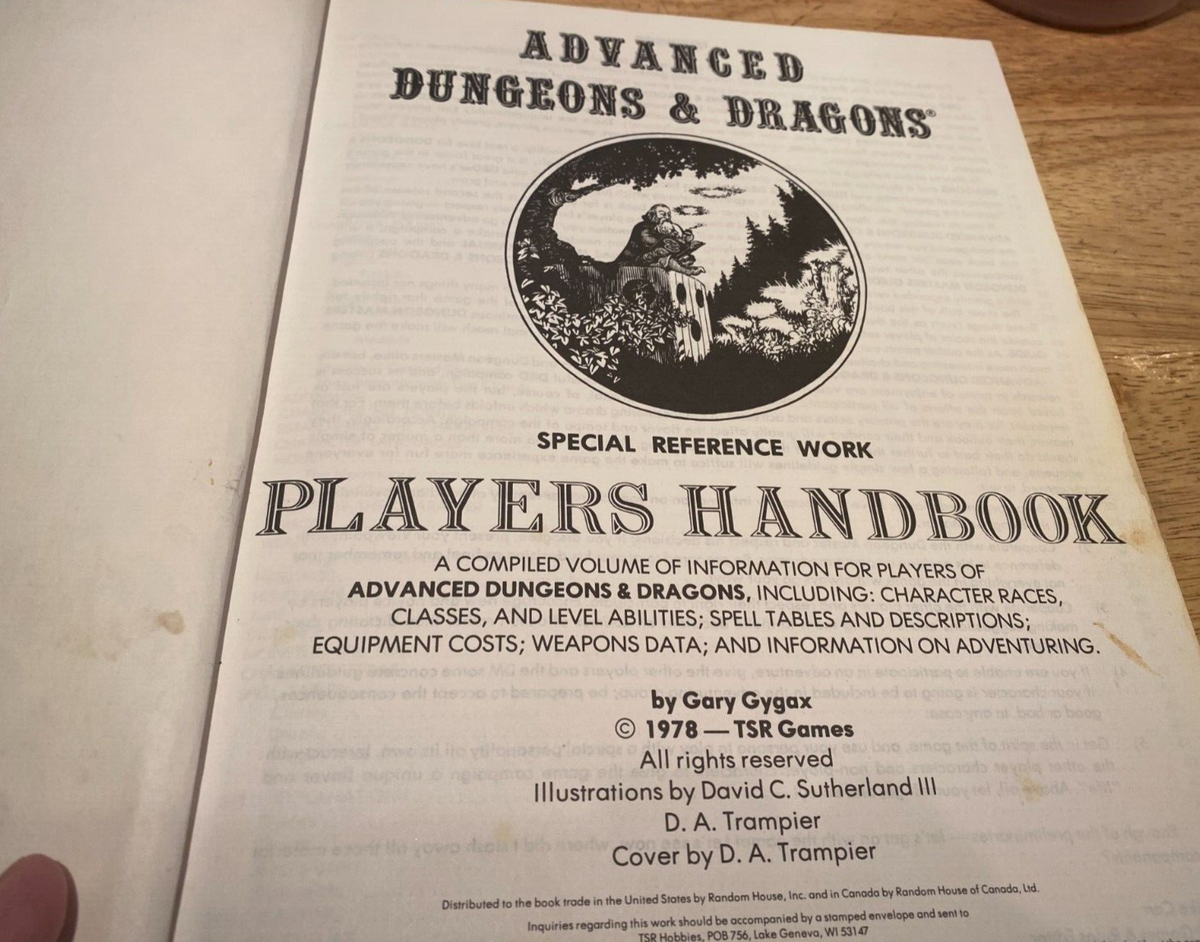 ADVANCED
DUNGEONS & DRAGONS®
SPECIAL REFERENCE WORK
PLAYERS HANDBOOK
A COMPILED VOLUME OF INFORMATION FOR PLAYERS OF
ADVANCED DUNGEONS & DRAGONS, INCLUDING: CHARACTER RACES,
CLASSES, AND LEVEL ABILITIES; SPELL TABLES AND DESCRIPTIONS;
EQUIPMENT COSTS; WEAPONS DATA; AND INFORMATION ON ADVENTURING.
by Gary Gygax
© 1978 — TSR Games
All rights reserved
Illustrations by David C. Sutherland III
D. A. Trampier
Cover by D. A. Trampier
Distributed to the book trade in the United States by Random House, Inc. and in Canada by Random House of Canada, Ltd.
Inquiries regarding this work should be accompanied by a stamped envelope and sent to
TSR Hobbies, POB 756, Lake Geneva, WI 53147